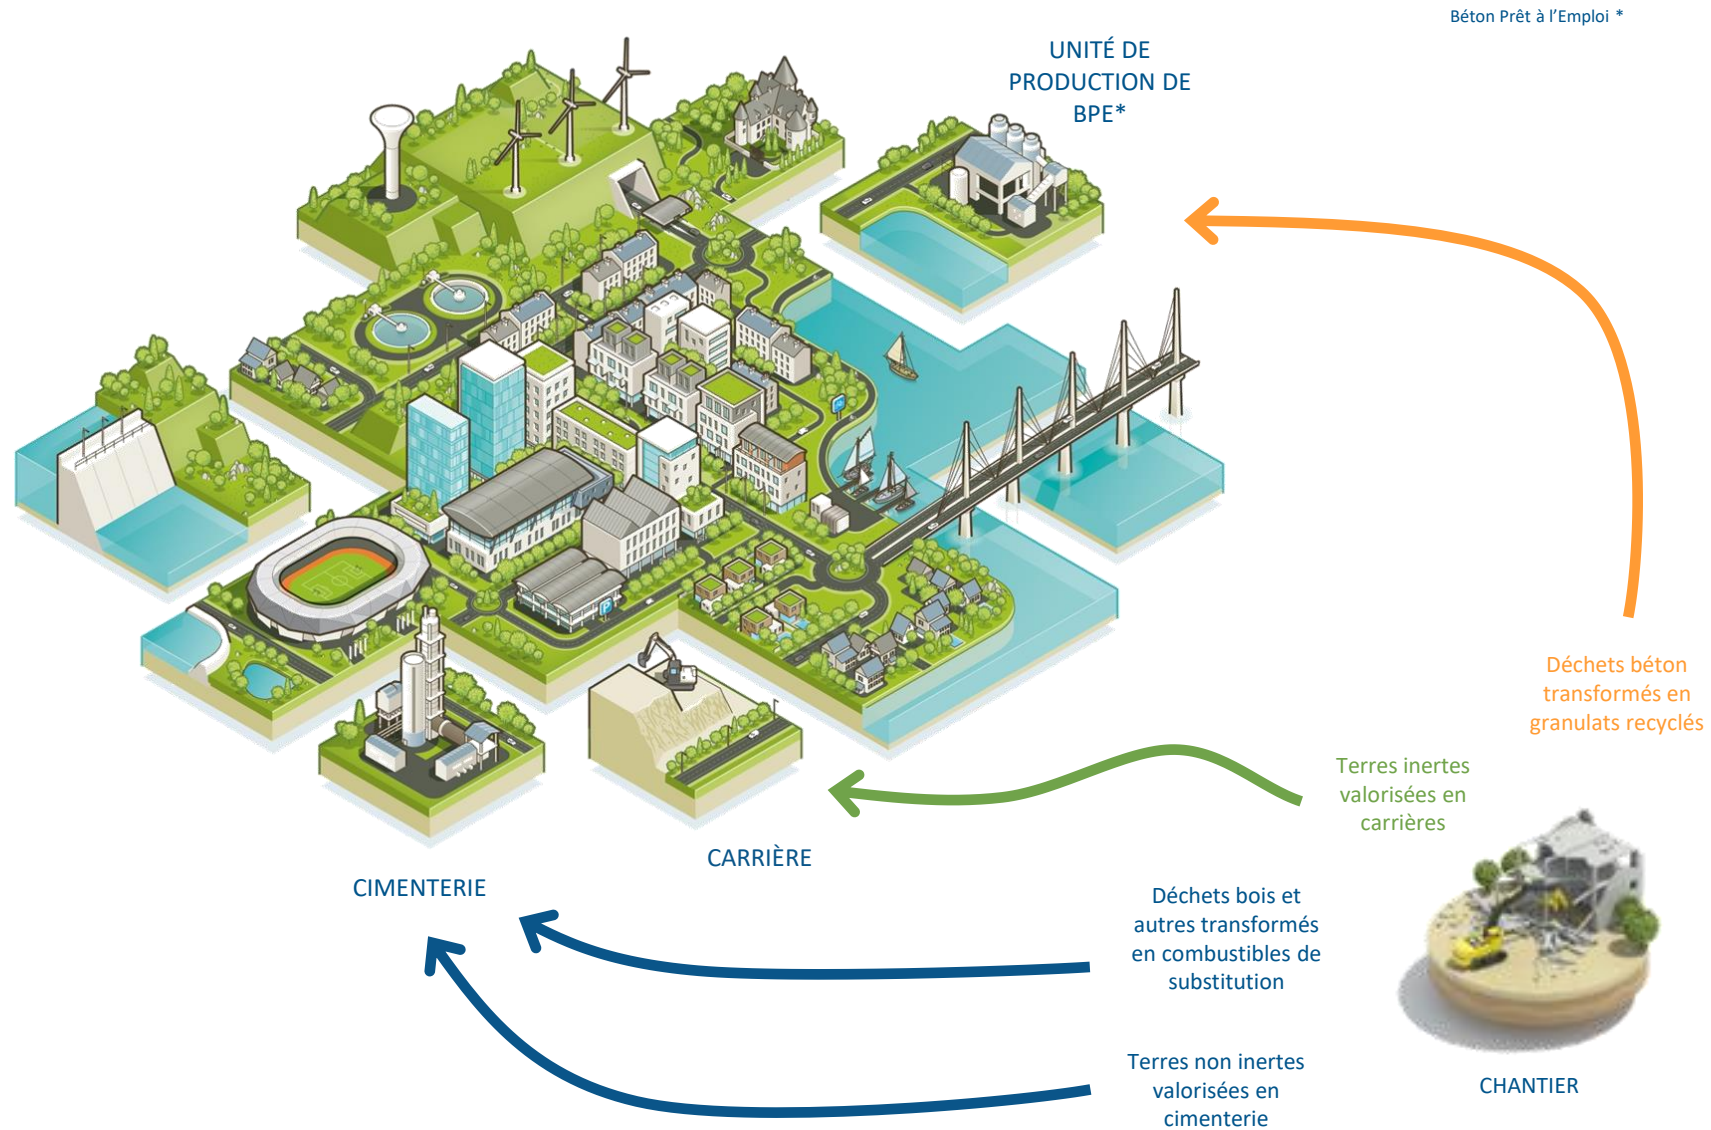 Béton Prêt à l'Emploi *
UNITÉ DE
PRODUCTION DE
BPE*
Déchets béton
transformés en
granulats recyclés
Terres inertes
valorisées en
carrières
CARRIÈRE
CIMENTERIE
Déchets bois et
autres transformés
en combustibles de
substitution
Terres non inertes
valorisées en
cimenterie
CHANTIER
P